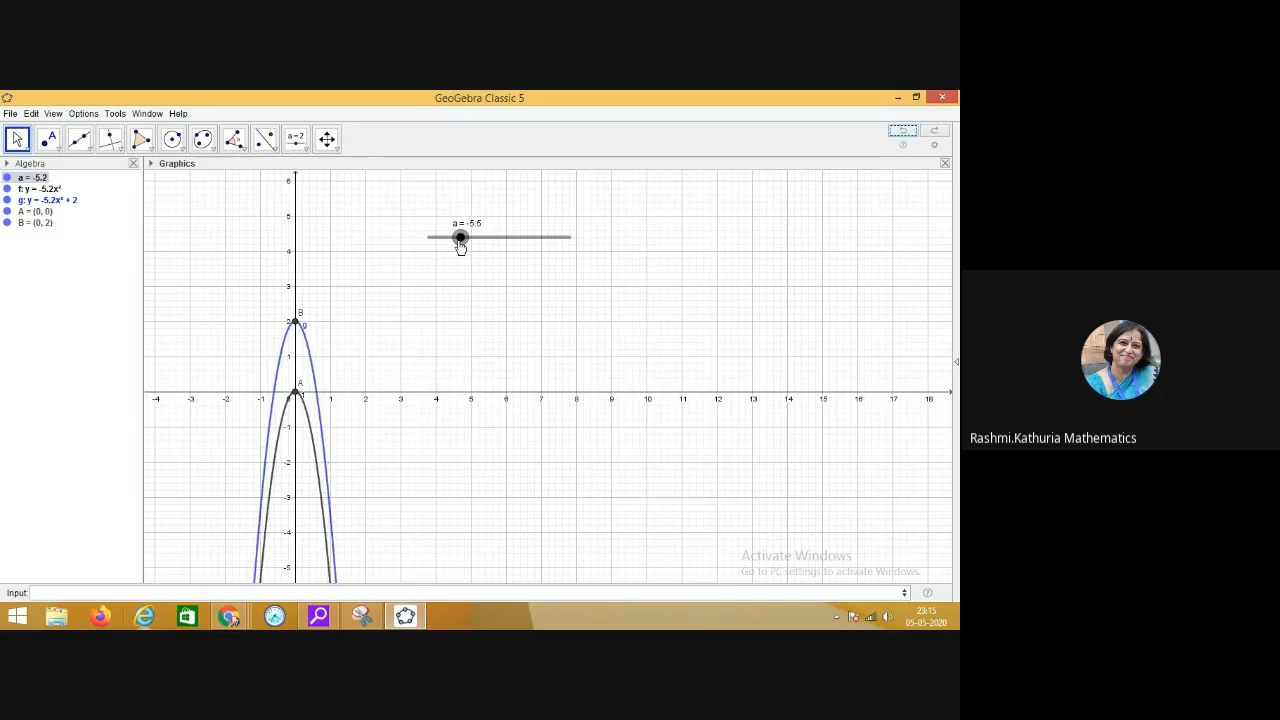 GeoGebra Classic 5
File Edit View Options Tools Window Help
A
a = 2
Algebra
Graphics
a = -5.2
f: y = -5.2x²
g: y = -5.2x² + 2
A = (0, 0)
B = (0, 2)
6
5
a = -5.5
4
3
B
2
g
1
A
-4 -3 -2 -1 0 1 2 3 4 5 6 7 8 9 10 11 12 13 14 15 16 17 18
-1
-2
-3
-4
-5
Activate Windows
Go to PC settings to activate Windows.
Input:
23:15
05-05-2020
Rashmi.Kathuria Mathematics